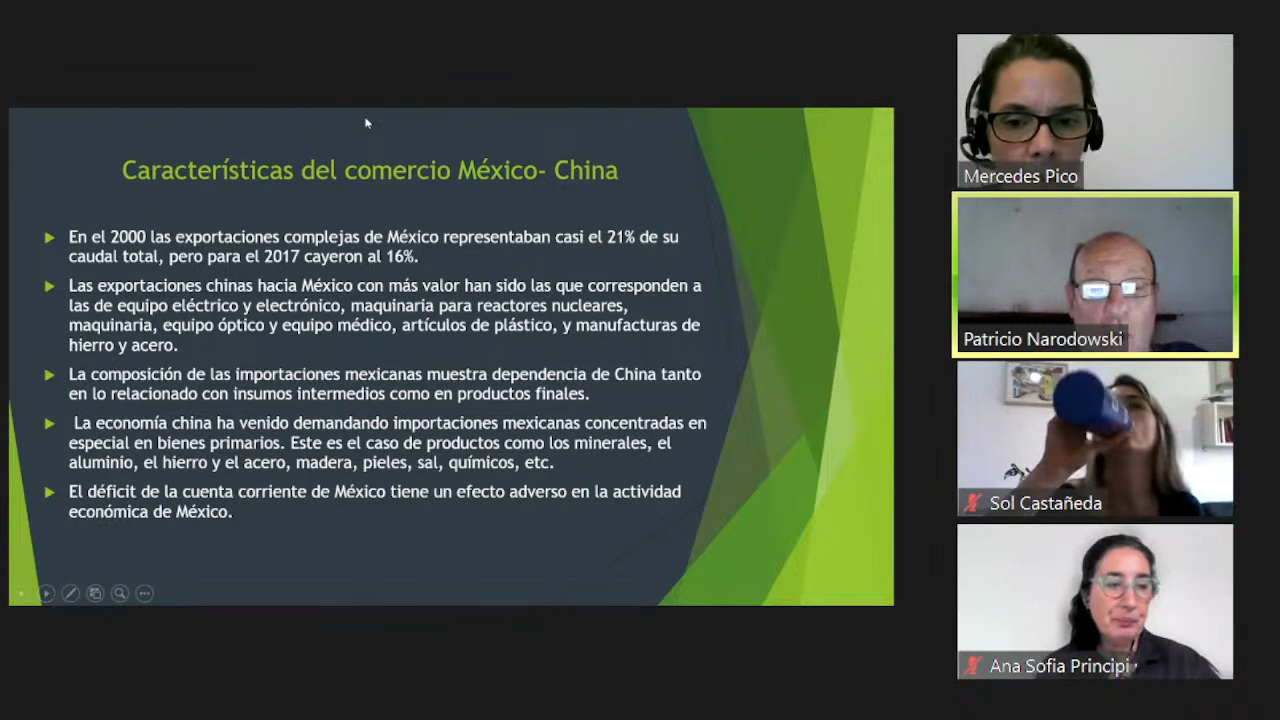 Características del comercio México- China
En el 2000 las exportaciones complejas de México representaban casi el 21% de su
caudal total, pero para el 2017 cayeron al 16%.
Las exportaciones chinas hacia México con más valor han sido las que corresponden a
las de equipo eléctrico y electrónico, maquinaria para reactores nucleares,
maquinaria, equipo óptico y equipo médico, artículos de plástico, y manufacturas de
hierro y acero.
La composición de las importaciones mexicanas muestra dependencia de China tanto
en lo relacionado con insumos intermedios como en productos finales.
La economía china ha venido demandando importaciones mexicanas concentradas en
especial en bienes primarios. Este es el caso de productos como los minerales, el
aluminio, el hierro y el acero, madera, pieles, sal, químicos, etc.
El déficit de la cuenta corriente de México tiene un efecto adverso en la actividad
económica de México.
Mercedes Pico
Patricio Narodowski
Sol Castañeda
Ana Sofia Principi